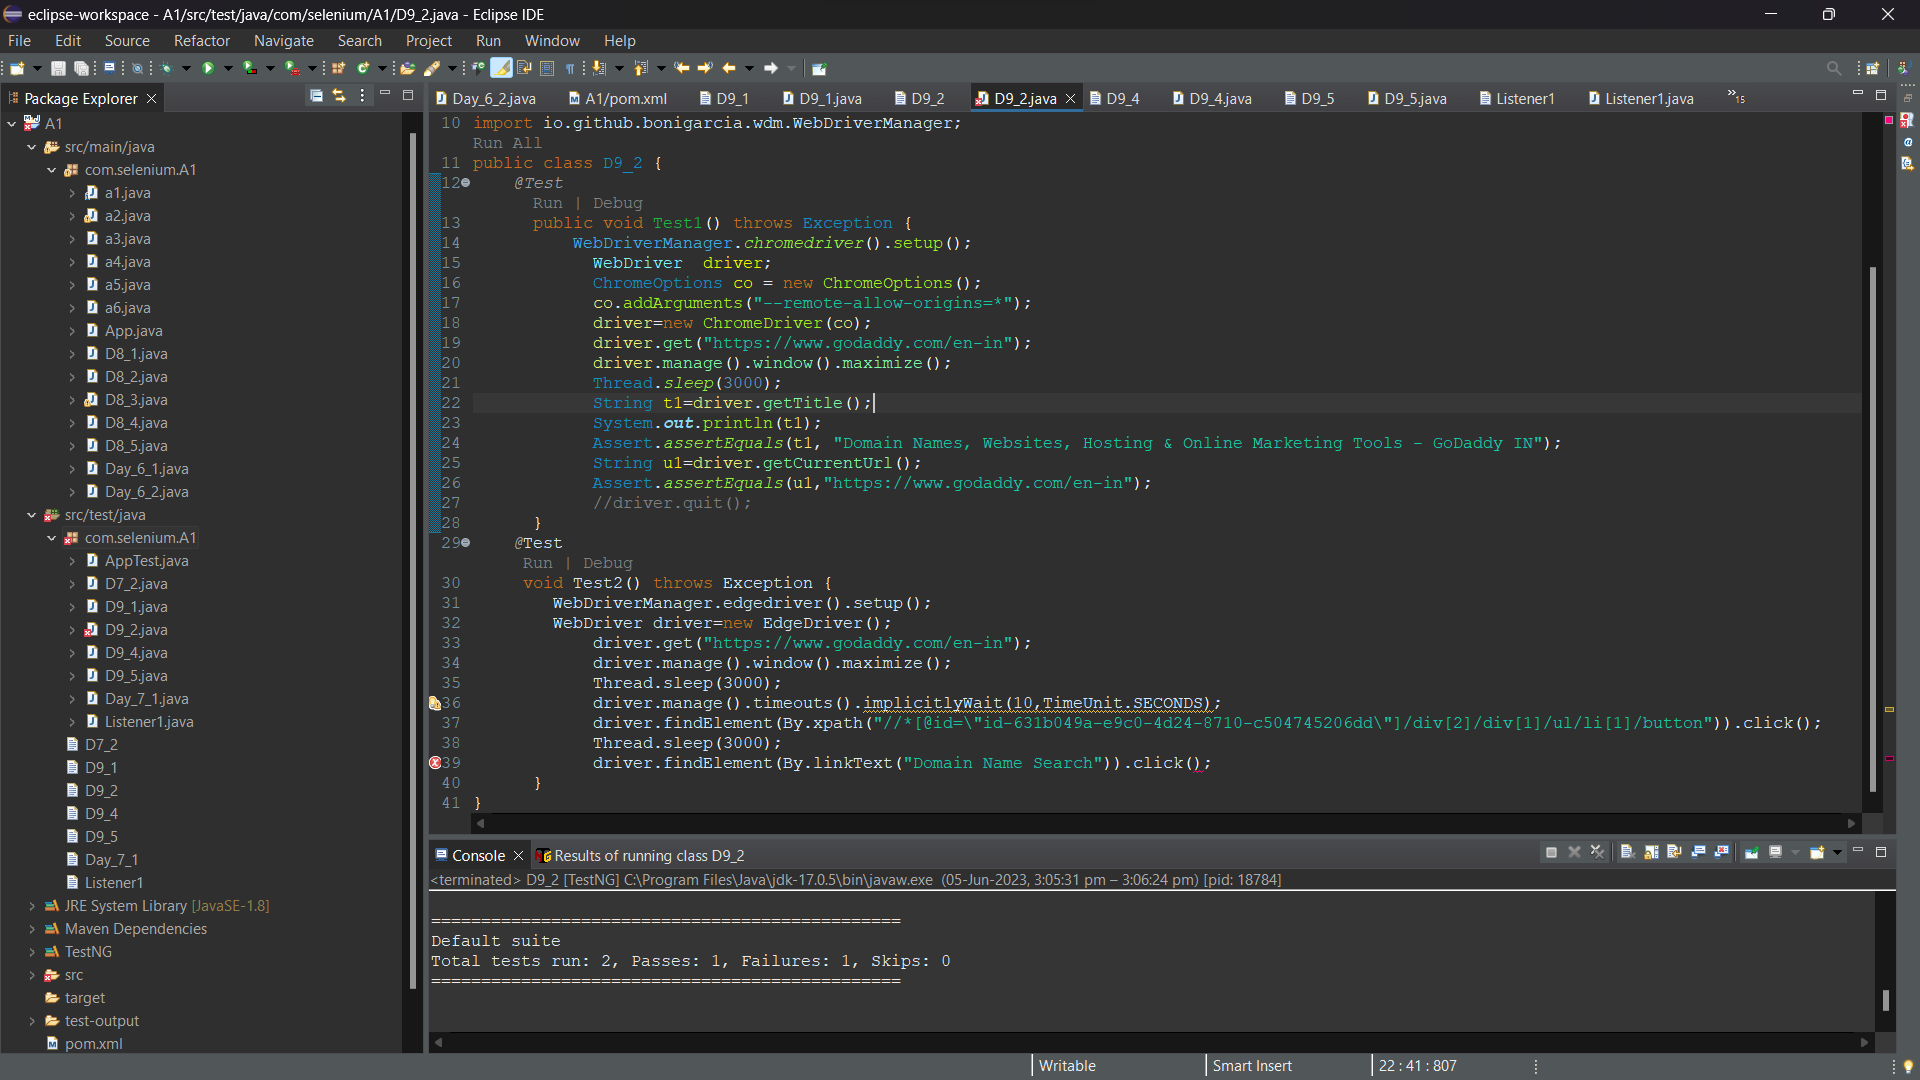 eclipse-workspace - A1/src/test/java/com/selenium/A1/D9_2.java - Eclipse IDE
File Edit Source Refactor Navigate Search Project Run Window Help
Package Explorer
Day_6_2.java A1/pom.xml D9_1 D9_1.java D9_2 D9_2.java D9_4 D9_4.java D9_5 D9_5.java Listener1 Listener1.java »15
A1
src/main/java
com.selenium.A1
a1.java
a2.java
a3.java
a4.java
a5.java
a6.java
App.java
D8_1.java
D8_2.java
D8_3.java
D8_4.java
D8_5.java
Day_6_1.java
Day_6_2.java
src/test/java
com.selenium.A1
AppTest.java
D7_2.java
D9_1.java
D9_2.java
D9_4.java
D9_5.java
Day_7_1.java
Listener1.java
D7_2
D9_1
D9_2
D9_4
D9_5
Day_7_1
Listener1
JRE System Library [JavaSE-1.8]
Maven Dependencies
TestNG
src
target
test-output
pom.xml
10 import io.github.bonigarcia.wdm.WebDriverManager;
Run All
11 public class D9_2 {
12 @Test
Run | Debug
13 public void Test1() throws Exception {
14 WebDriverManager.chromedriver().setup();
15 WebDriver driver;
16 ChromeOptions co = new ChromeOptions();
17 co.addArguments("--remote-allow-origins=*");
18 driver=new ChromeDriver(co);
19 driver.get("https://www.godaddy.com/en-in");
20 driver.manage().window().maximize();
21 Thread.sleep(3000);
22 String t1=driver.getTitle();
23 System.out.println(t1);
24 Assert.assertEquals(t1, "Domain Names, Websites, Hosting & Online Marketing Tools - GoDaddy IN");
25 String u1=driver.getCurrentUrl();
26 Assert.assertEquals(u1,"https://www.godaddy.com/en-in");
27 //driver.quit();
28 }
29 @Test
Run | Debug
30 void Test2() throws Exception {
31 WebDriverManager.edgedriver().setup();
32 WebDriver driver=new EdgeDriver();
33 driver.get("https://www.godaddy.com/en-in");
34 driver.manage().window().maximize();
35 Thread.sleep(3000);
36 driver.manage().timeouts().implicitlyWait(10,TimeUnit.SECONDS);
37 driver.findElement(By.xpath("//*[@id=\"id-631b049a-e9c0-4d24-8710-c504745206dd\"]/div[2]/div[1]/ul/li[1]/button")).click();
38 Thread.sleep(3000);
39 driver.findElement(By.linkText("Domain Name Search")).click();
40 }
41 }
Console Results of running class D9_2
<terminated> D9_2 [TestNG] C:\Program Files\Java\jdk-17.0.5\bin\javaw.exe (05-Jun-2023, 3:05:31 pm – 3:06:24 pm) [pid: 18784]
===============================================
Default suite
Total tests run: 2, Passes: 1, Failures: 1, Skips: 0
===============================================
Writable Smart Insert 22 : 41 : 807